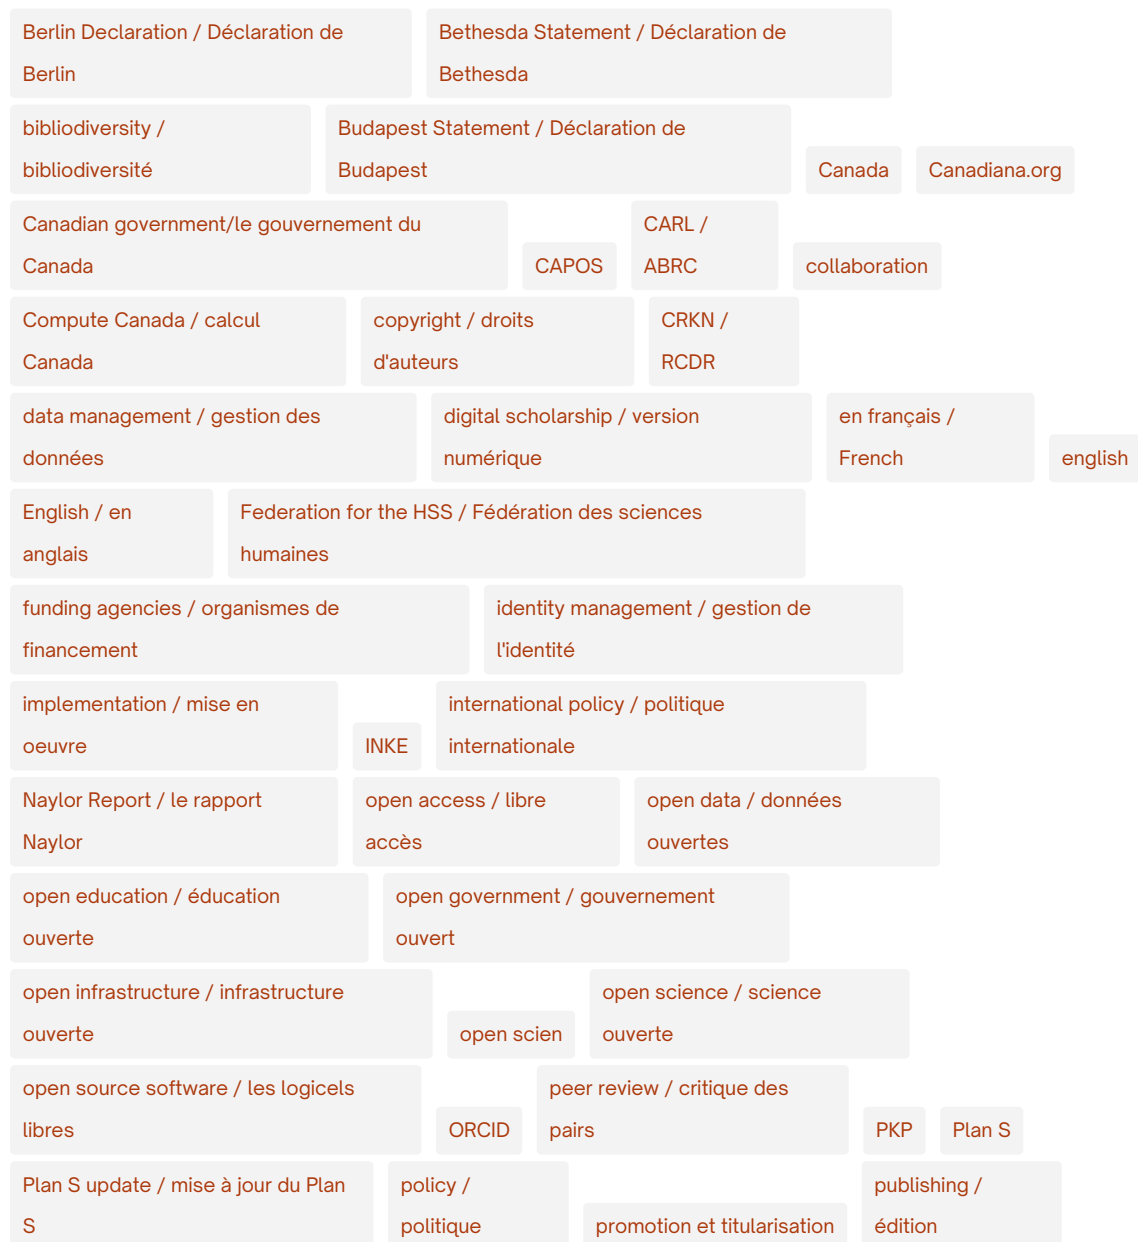 Berlin Declaration / Déclaration de
Berlin
Bethesda Statement / Déclaration de
Bethesda
bibliodiversity /
bibliodiversité
Budapest Statement / Déclaration de
Budapest
Canada
Canadiana.org
Canadian government/le gouvernement du
Canada
CAPOS
CARL /
ABRC
collaboration
Compute Canada / calcul
Canada
copyright / droits
d'auteurs
CRKN /
RCDR
data management / gestion des
données
digital scholarship / version
numérique
en français /
French
english
English / en
anglais
Federation for the HSS / Fédération des sciences
humaines
funding agencies / organismes de
financement
identity management / gestion de
l'identité
implementation / mise en
oeuvre
INKE
international policy / politique
internationale
Naylor Report / le rapport
Naylor
open access / libre
accès
open data / données
ouvertes
open education / éducation
ouverte
open government / gouvernement
ouvert
open infrastructure / infrastructure
ouverte
open scien
open science / science
ouverte
open source software / les logicels
libres
ORCID
peer review / critique des
pairs
PKP
Plan S
Plan S update / mise à jour du Plan
S
policy /
politique
promotion et titularisation
publishing /
édition